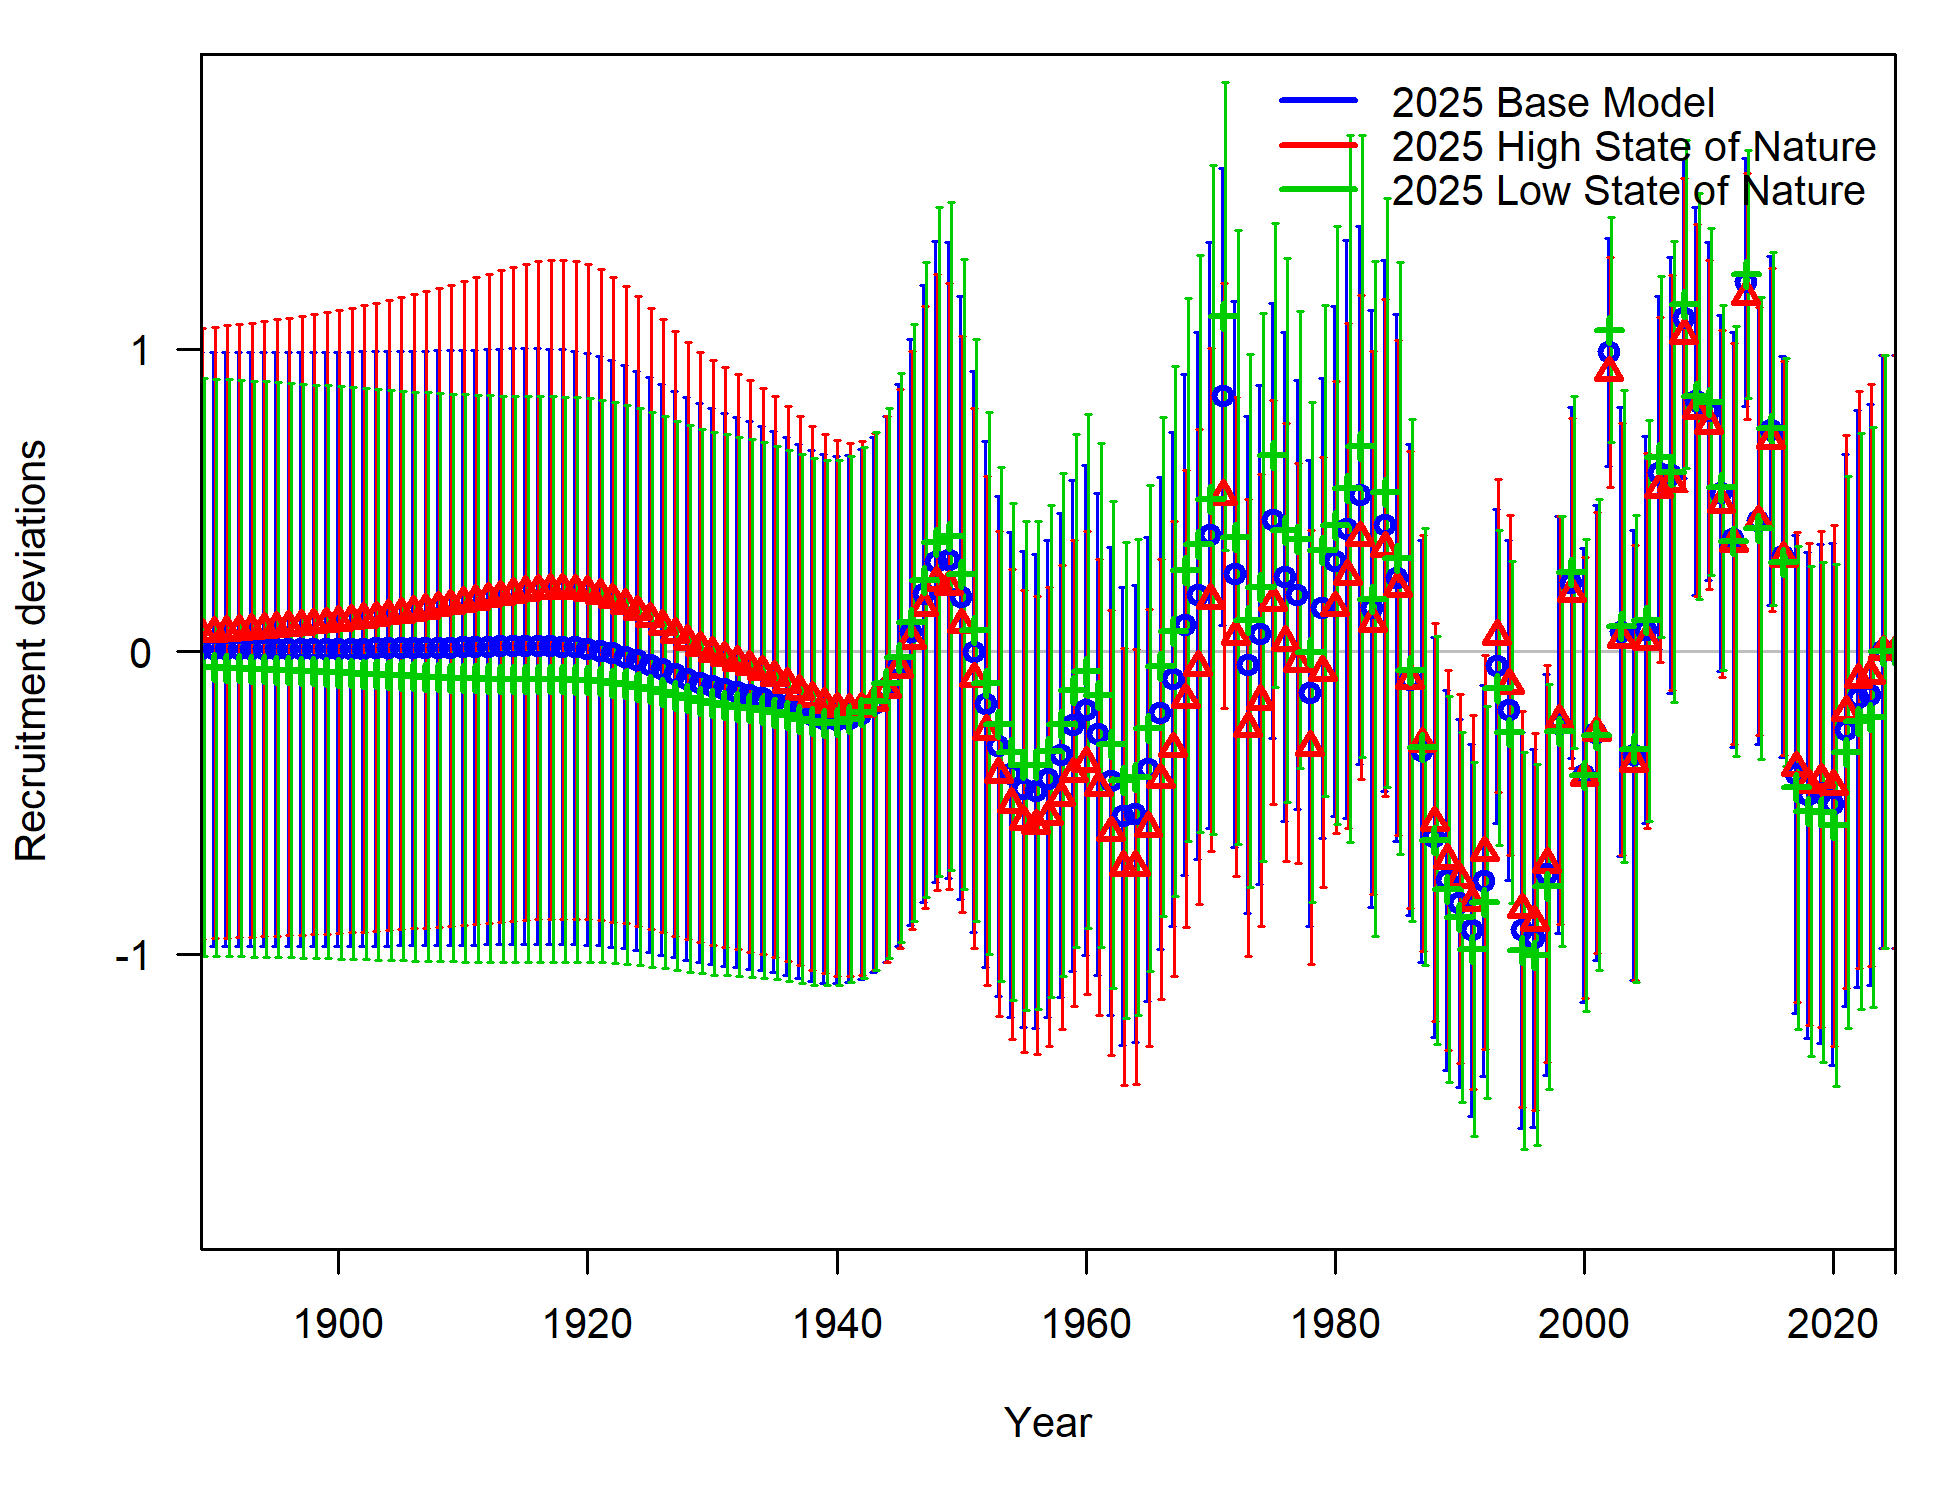 2025 Base Model
2025 High State of Nature
2025 Low State of Nature
Recruitment deviations
1
0
-1
1900 1920 1940 1960 1980 2000 2020
Year